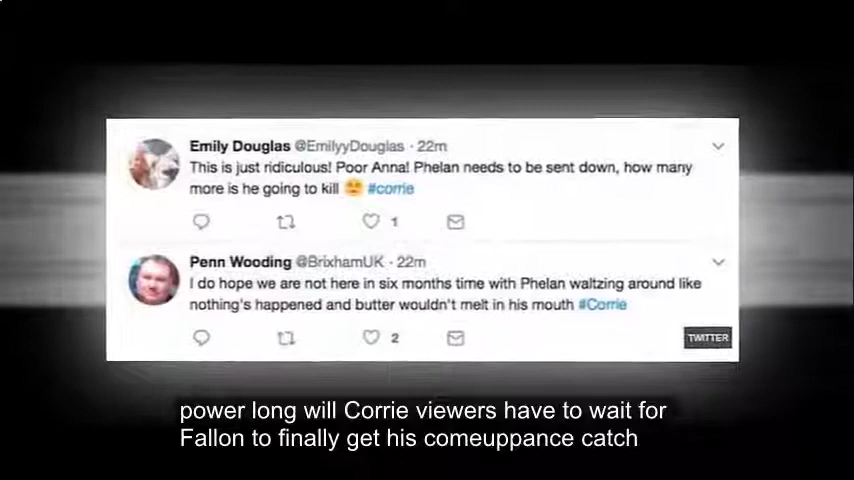 Emily Douglas @EmilyyDouglas · 22m
This is just ridiculous! Poor Anna! Phelan needs to be sent down, how many
more is he going to kill 😔 #corrie
1
Penn Wooding @BrixhamUK · 22m
I do hope we are not here in six months time with Phelan waltzing around like
nothing's happened and butter wouldn't melt in his mouth #Corrie
2
TWITTER
power long will Corrie viewers have to wait for
Fallon to finally get his comeuppance catch